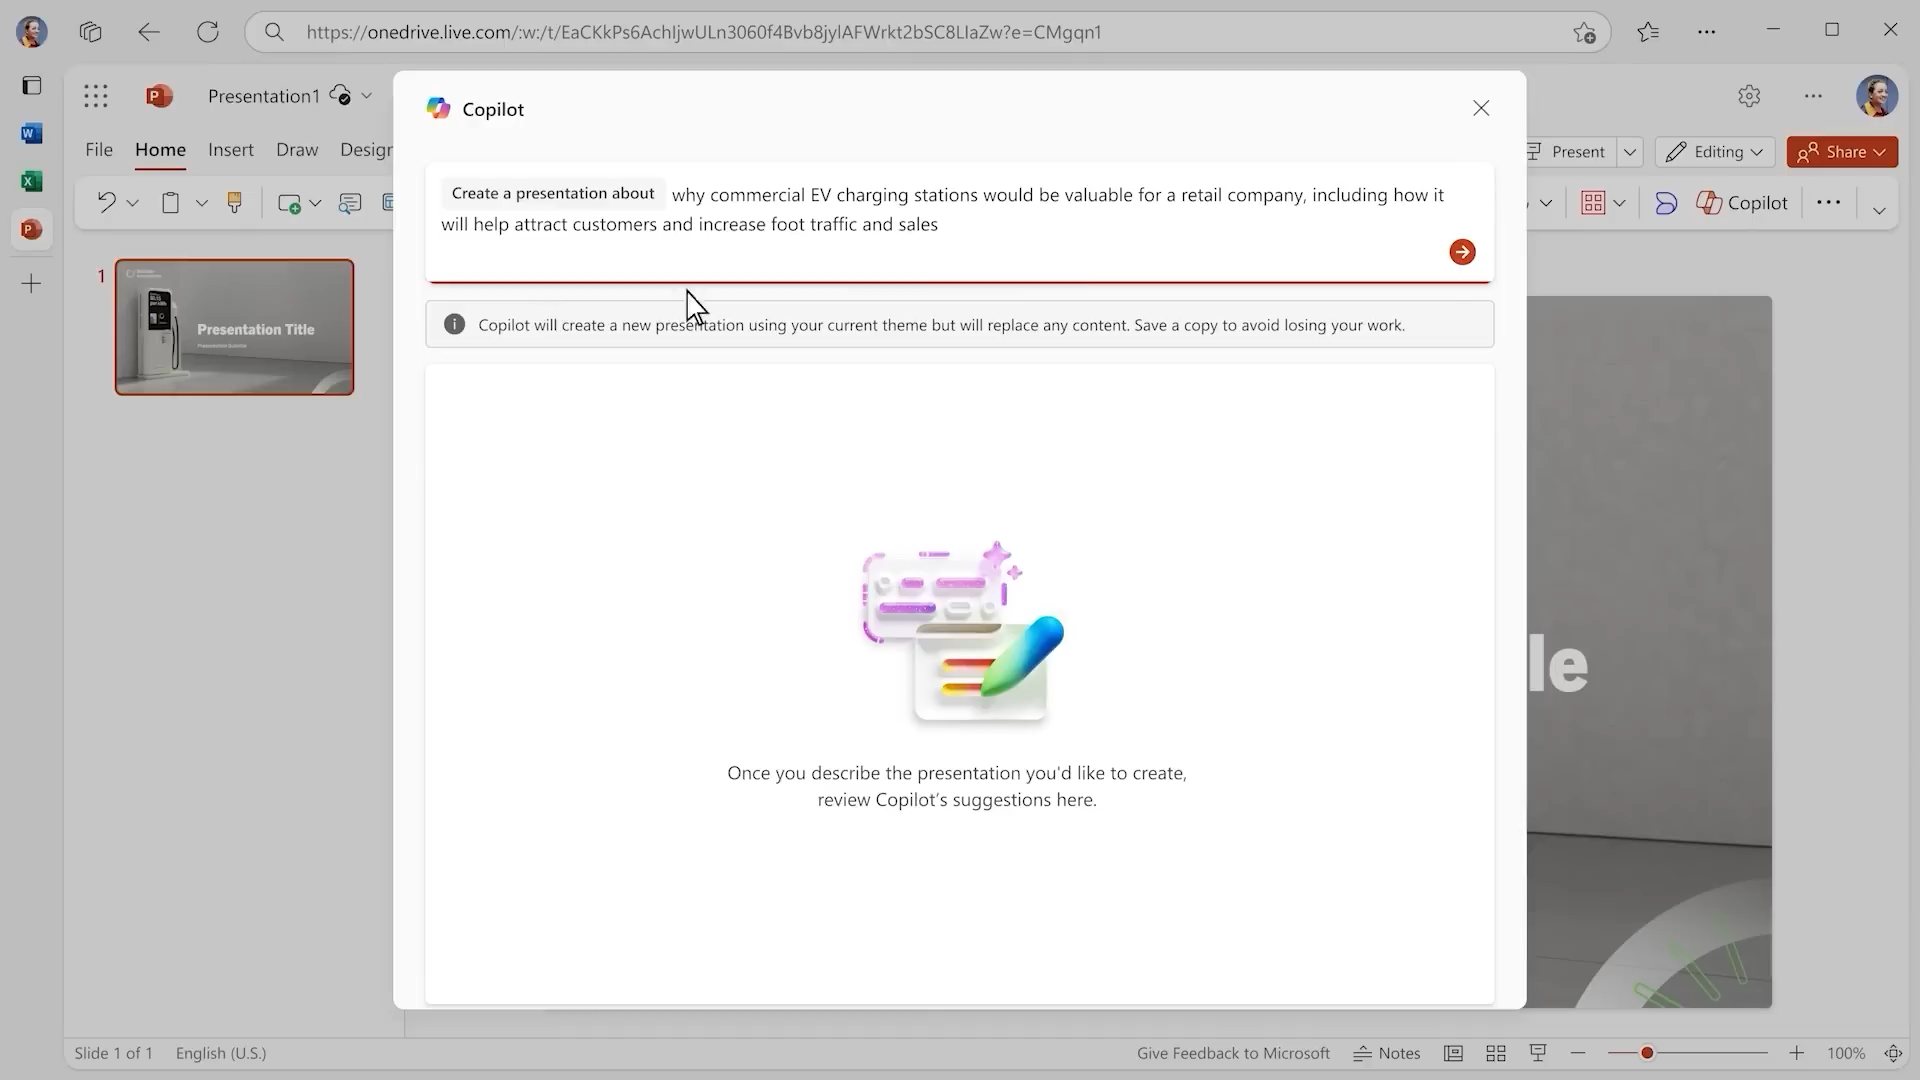 https://onedrive.live.com/:w:/t/EaCKkPs6AchIjwULn3060f4Bvb8jylAFWrkt2bSC8LIaZw?e=CMgqn1
Presentation1
File Home Insert Draw Design
Present Editing Share
Copilot
Copilot
Create a presentation about why commercial EV charging stations would be valuable for a retail company, including how it
will help attract customers and increase foot traffic and sales
Copilot will create a new presentation using your current theme but will replace any content. Save a copy to avoid losing your work.
1
Presentation Title
Presentation Subtitle
Once you describe the presentation you'd like to create,
review Copilot's suggestions here.
le
Slide 1 of 1 English (U.S.) Give Feedback to Microsoft Notes 100%